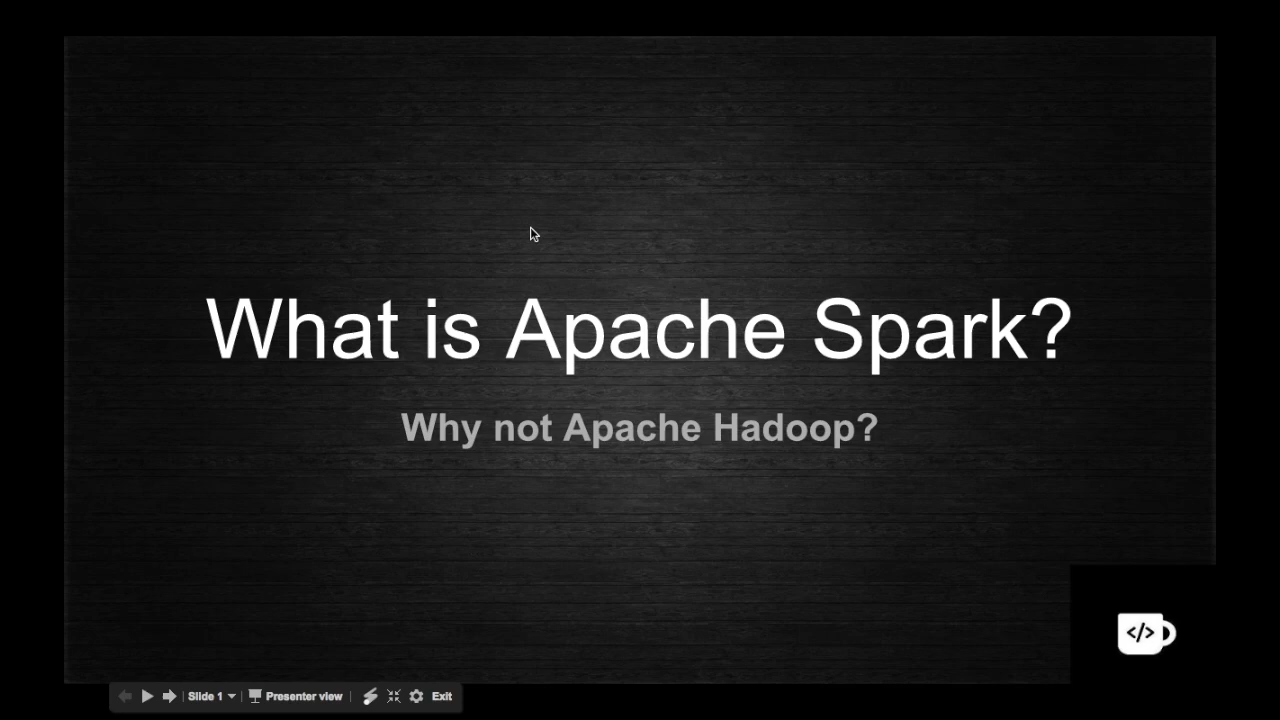 What is Apache Spark?
Why not Apache Hadoop?
</>
Slide 1
Presenter view
Exit